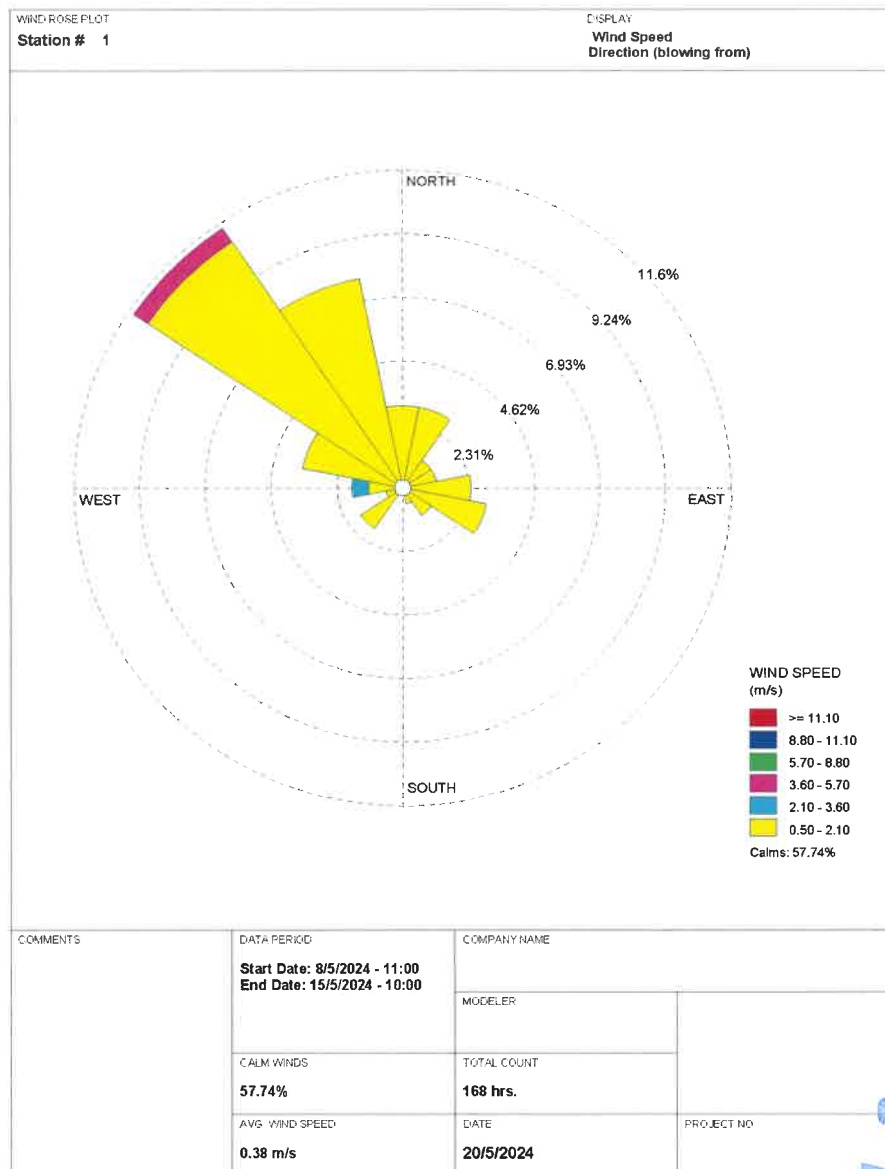 WIND ROSE PLOT
Station # 1
DISPLAY
Wind Speed
Direction (blowing from)
NORTH
11.6%
9.24%
6.93%
4.62%
2.31%
WEST
EAST
SOUTH
WIND SPEED
(m/s)
>= 11.10
8.80 - 11.10
5.70 - 8.80
3.60 - 5.70
2.10 - 3.60
0.50 - 2.10
Calms: 57.74%
COMMENTS
DATA PERIOD
Start Date: 8/5/2024 - 11:00
End Date: 15/5/2024 - 10:00
COMPANY NAME
MODELER
CALM WINDS
57.74%
TOTAL COUNT
168 hrs.
AVG. WIND SPEED
0.38 m/s
DATE
20/5/2024
PROJECT NO